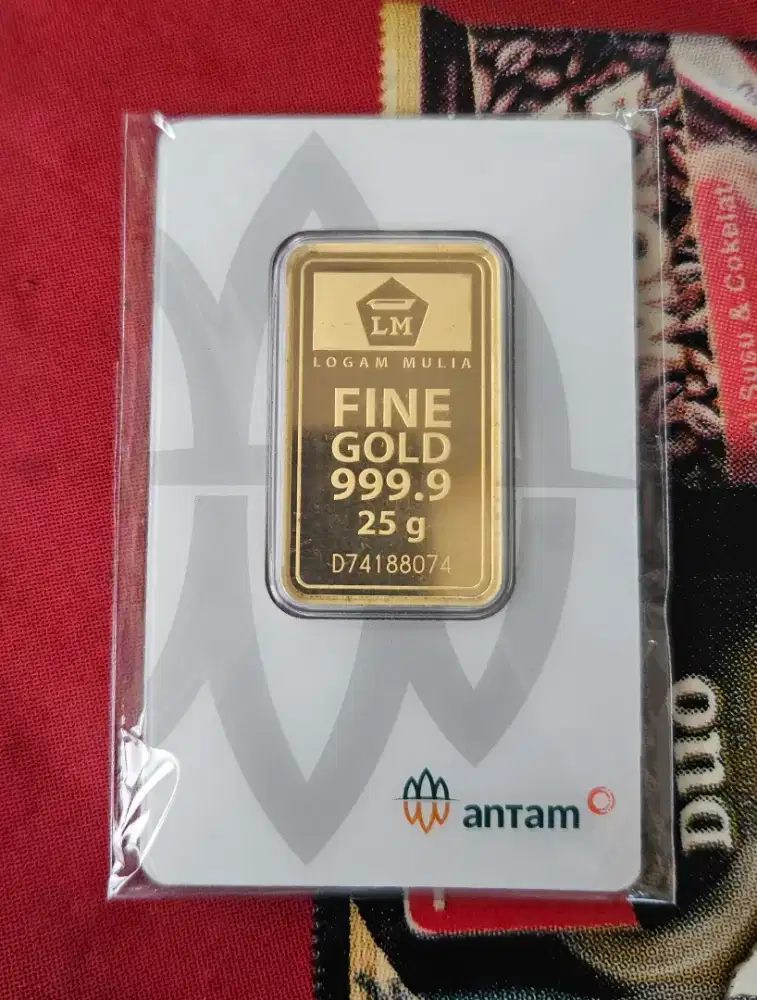 LM
LOGAM MULIA
FINE
GOLD
999.9
25 g
D74188074
antam
Susu & Cokelat
DUO